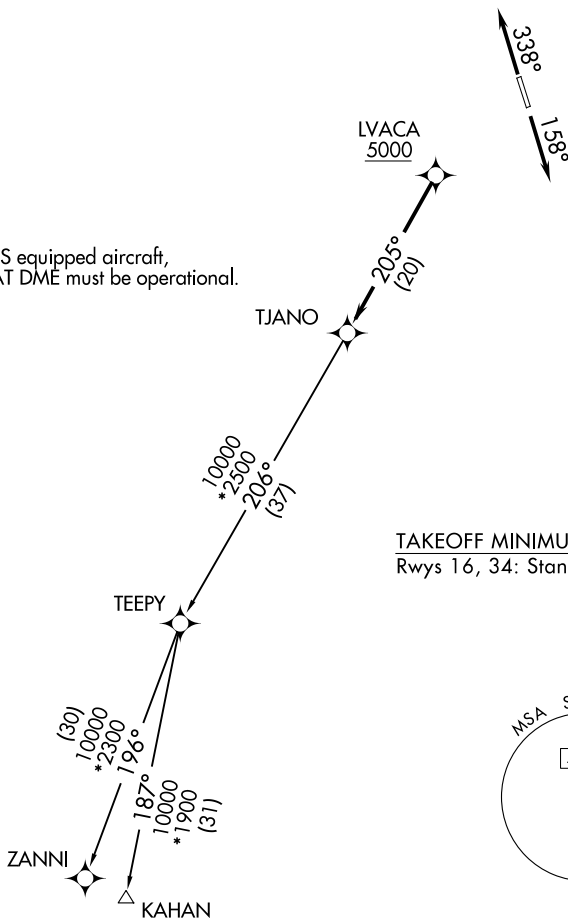 338°
158°
LVACA
5000
205°
(20)
S equipped aircraft,
AT DME must be operational.
TJANO
10000
*2500
206°
(37)
TAKEOFF MINIMU
Rwys 16, 34: Stan
TEEPY
MSA
(30)
10000
*2300
196°
187°
10000
*1900
(31)
ZANNI
KAHAN